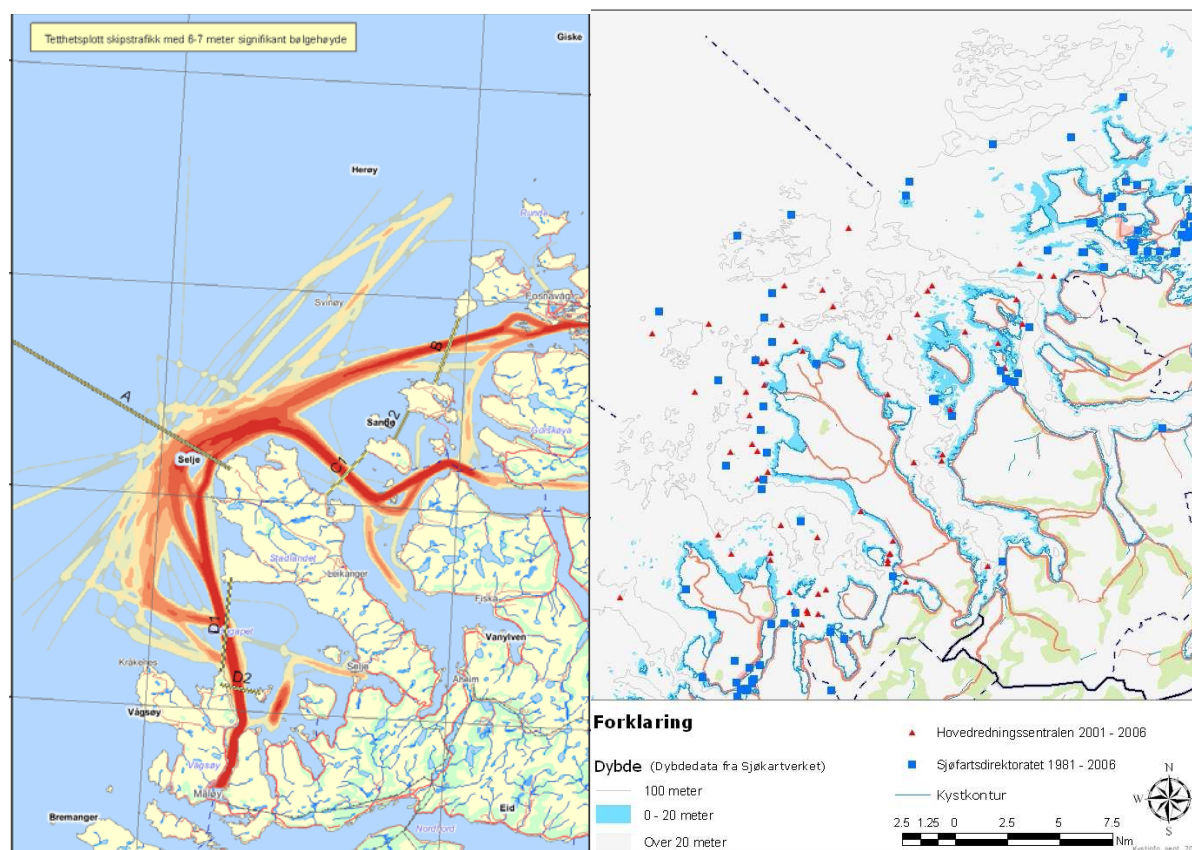 Tetthetsplott skipstrafikk med 6-7 meter signifikant bølgehøyde
Giske
Herøy
Runde
Svinøy
Fosnavåg
B
A
Sande
2
Gurskøya
Selje
C1
Stadlandet
Leikanger
Fiska
D1
Vanylven
Kråkenes
Selje
Åheim
D2
Vågsøy
Vågsøy
Måløy
Bremanger
Eid
Nordfjord
Forklaring
Dybde (Dybdedata fra Sjøkartverket)
100 meter
0 - 20 meter
Over 20 meter
Hovedredningssentralen 2001 - 2006
Sjøfartsdirektoratet 1981 - 2006
Kystkontur
N
W E
S
2.5 1.25 0 2.5 5 7.5
Nm